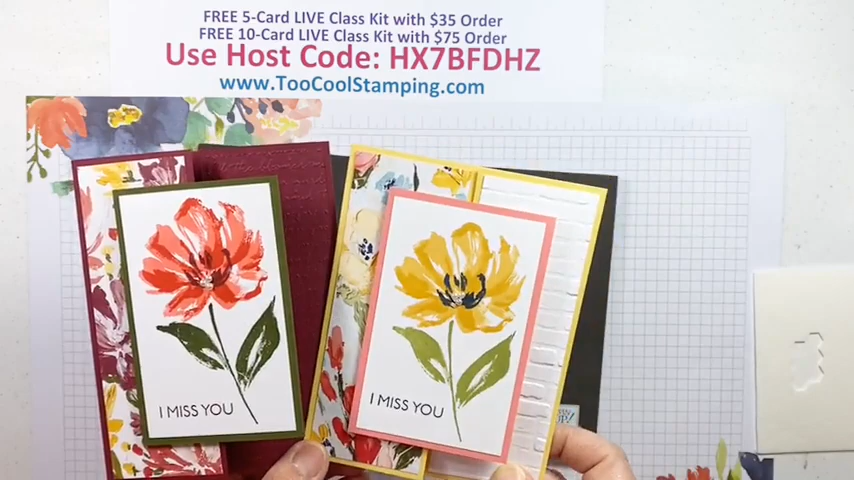 FREE 5-Card LIVE Class Kit with $35 Order
FREE 10-Card LIVE Class Kit with $75 Order
Use Host Code: HX7BFDHZ
www.TooCoolStamping.com
I MISS YOU
I MISS YOU